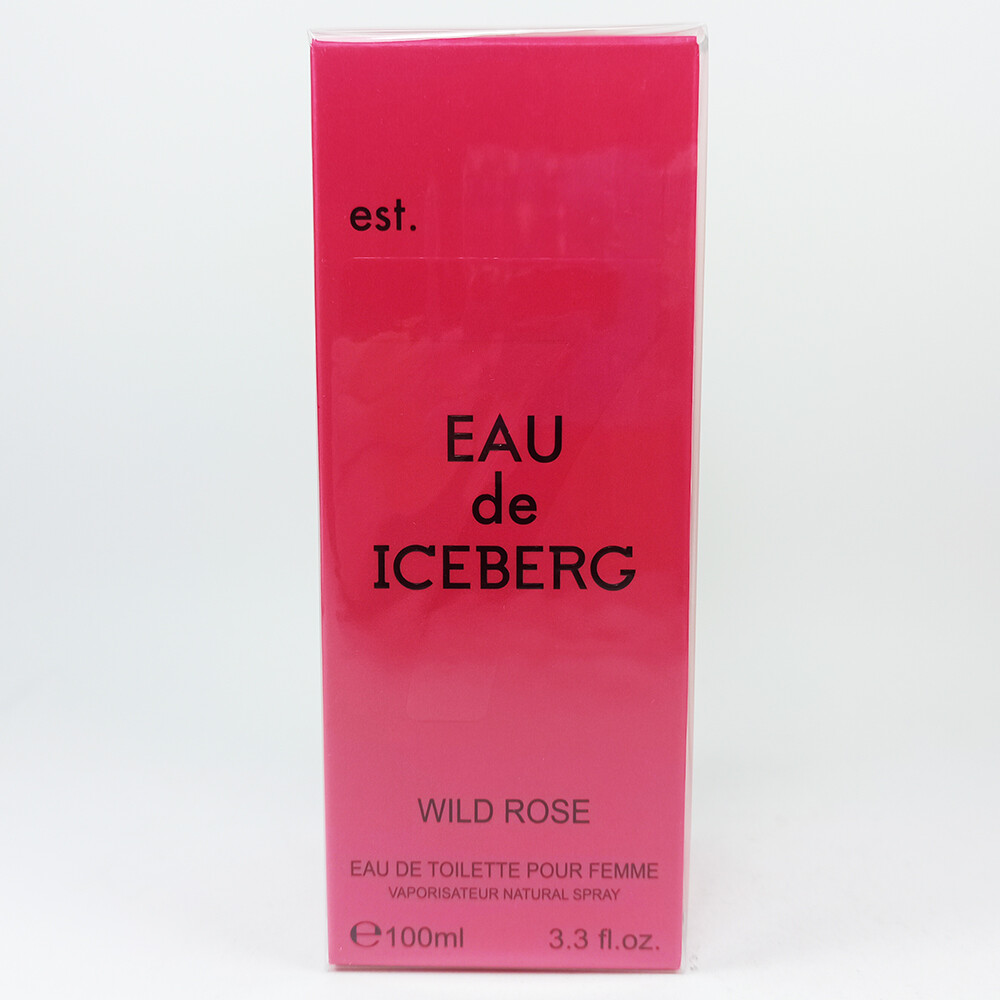 est.
EAU
de
ICEBERG
WILD ROSE
EAU DE TOILETTE POUR FEMME
VAPORISATEUR NATURAL SPRAY
℮100ml 3.3 fl.oz.